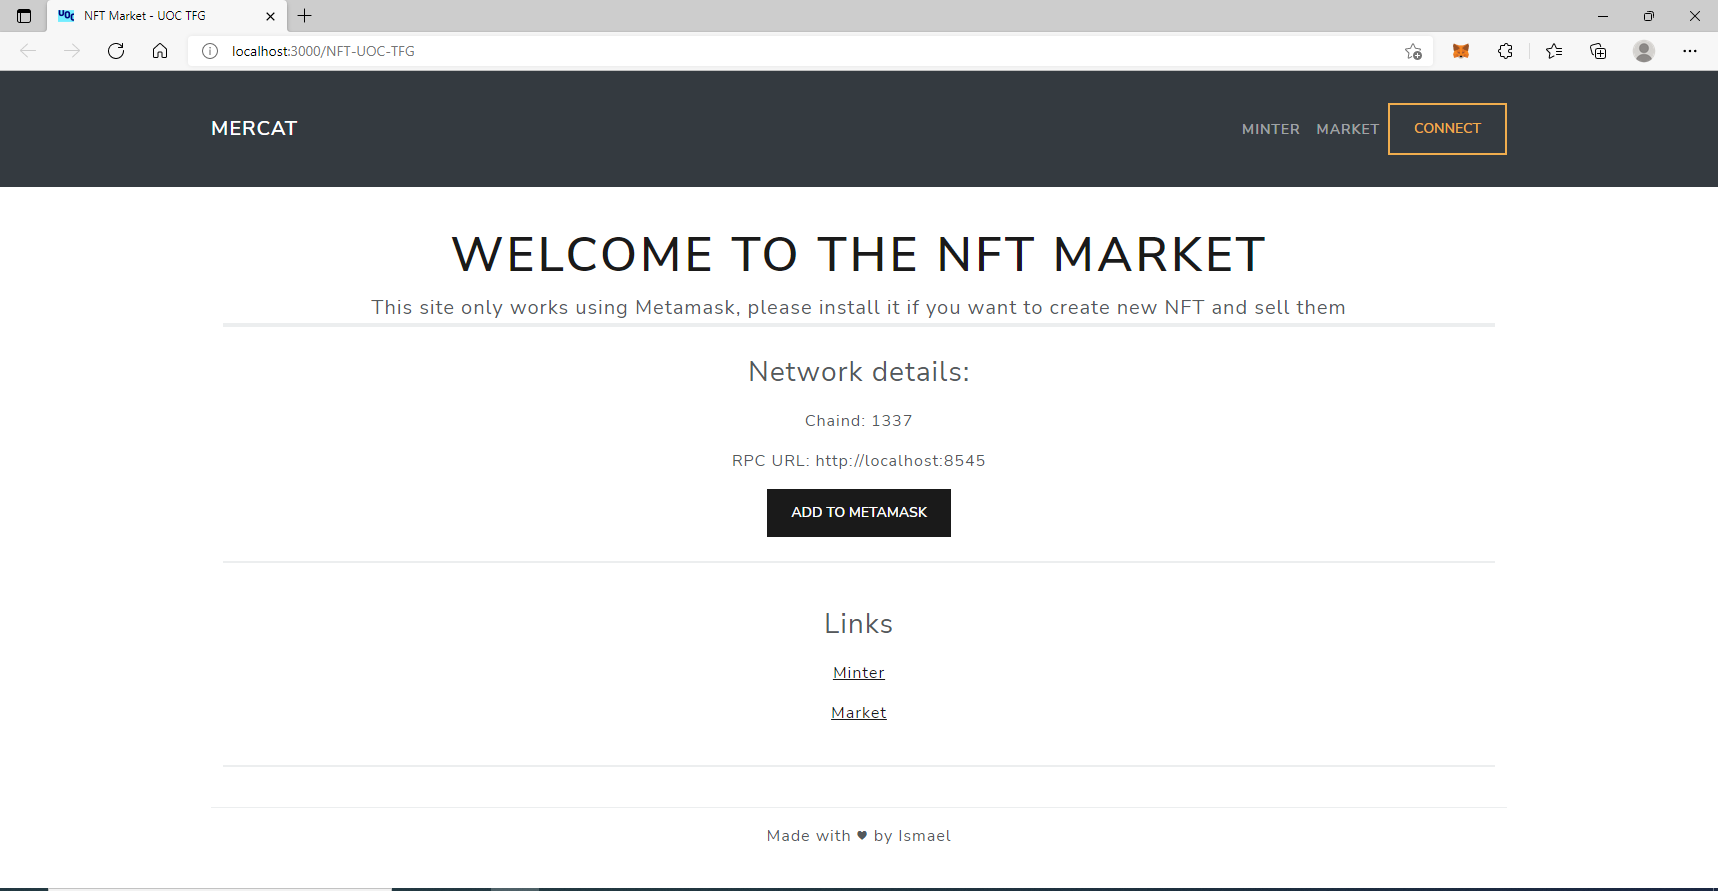 UOC NFT Market - UOC TFG
localhost:3000/NFT-UOC-TFG
MERCAT MINTER MARKET CONNECT
WELCOME TO THE NFT MARKET
This site only works using Metamask, please install it if you want to create new NFT and sell them
Network details:
Chaind: 1337
RPC URL: http://localhost:8545
ADD TO METAMASK
Links
Minter
Market
Made with ♥ by Ismael